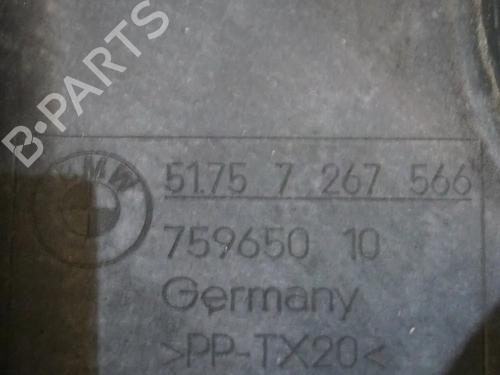 B-PARTS
BMW
51.75 7 267 566
759650 10
Germany
>PP-TX20<